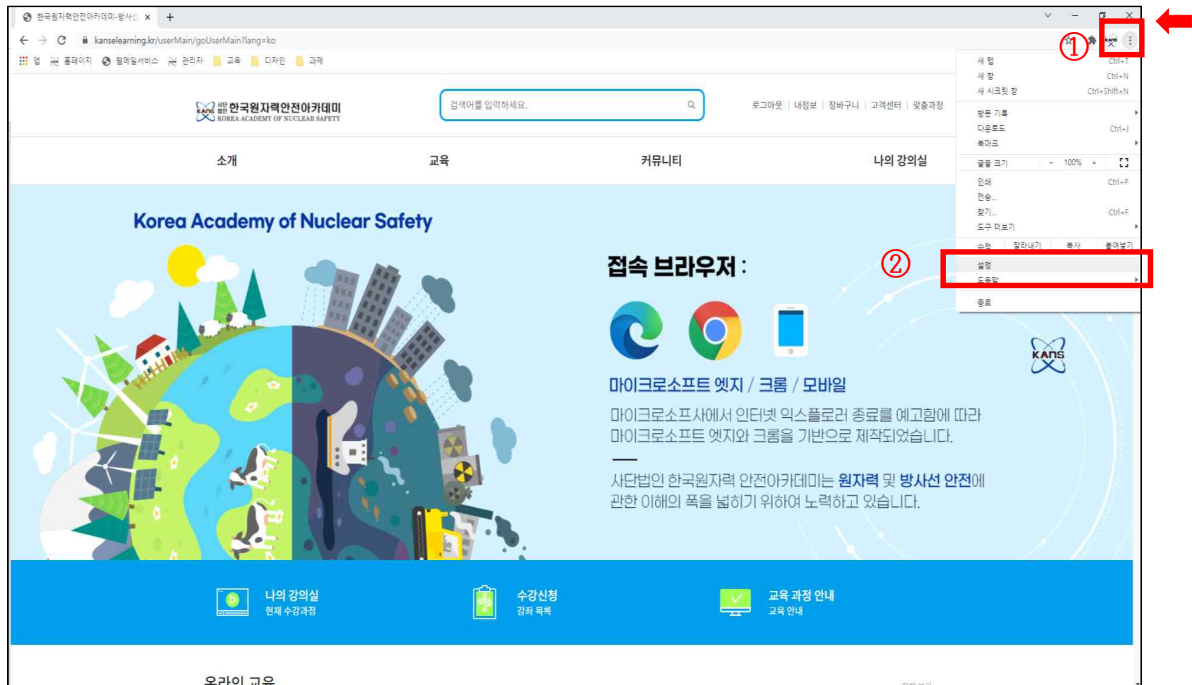 한국원자력안전아카데미-방사선
kanselearning.kr/userMain/goUserMain?lang=ko
앱 홈페이지 웹메일서비스 관리자 교육 디자인 과제
①
KANS 사단법인 한국원자력안전아카데미
KOREA ACADEMY OF NUCLEAR SAFETY
검색어를 입력하세요.
로그아웃 | 내정보 | 장바구니 | 고객센터 | 맞춤과정
소개 교육 커뮤니티 나의 강의실
새 탭 Ctrl+T
새 창 Ctrl+N
새 시크릿 창 Ctrl+Shift+N
방문 기록
다운로드 Ctrl+J
북마크
글꼴 크기 - 100% +
인쇄 Ctrl+P
전송...
찾기... Ctrl+F
도구 더보기
수정 잘라내기 복사 붙여넣기
②
설정
도움말
종료
Korea Academy of Nuclear Safety
접속 브라우저 :
KANS
마이크로소프트 엣지 / 크롬 / 모바일
마이크로소프사에서 인터넷 익스플로러 종료를 예고함에 따라
마이크로소프트 엣지와 크롬을 기반으로 제작되었습니다.
사단법인 한국원자력 안전아카데미는 원자력 및 방사선 안전에
관한 이해의 폭을 넓히기 위하여 노력하고 있습니다.
나의 강의실
현재 수강과정
수강신청
강좌 목록
교육 과정 안내
교육 안내
온라인 교육